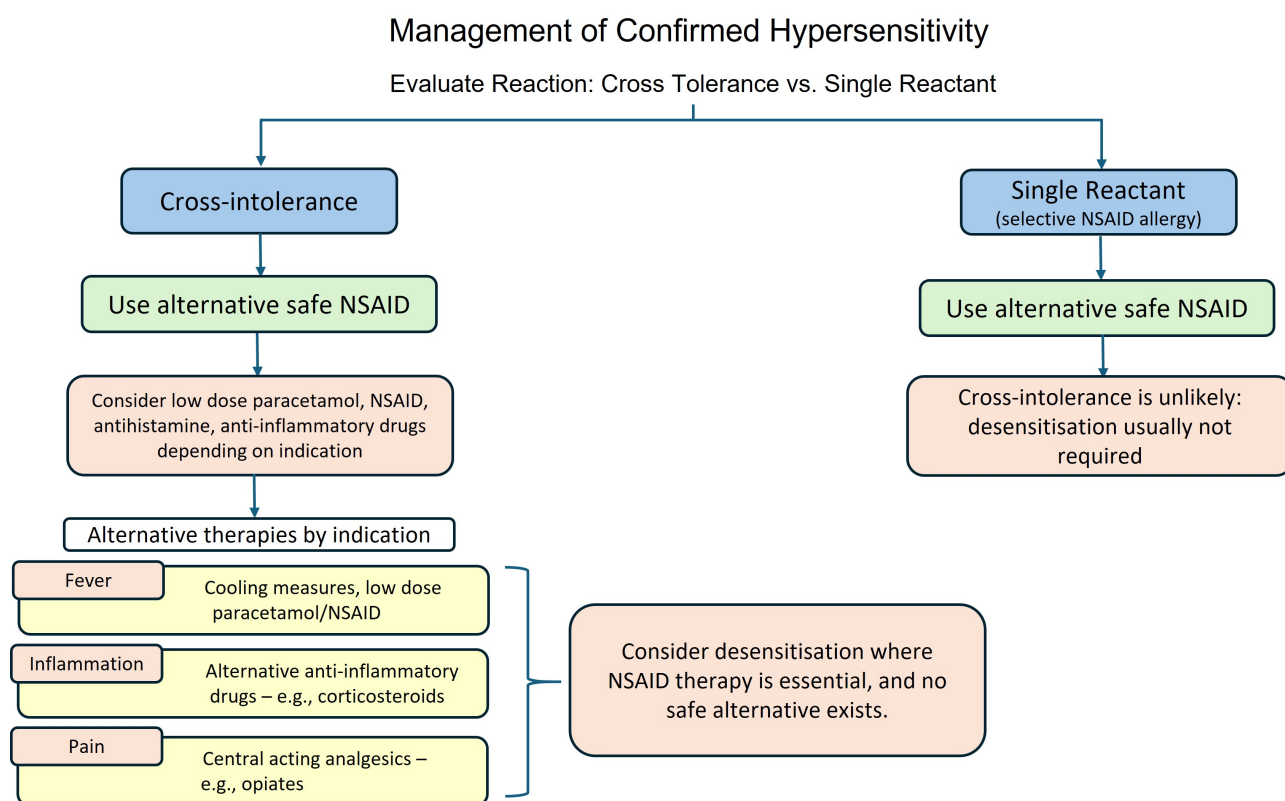 Management of Confirmed Hypersensitivity
Evaluate Reaction: Cross Tolerance vs. Single Reactant
Cross-intolerance
Use alternative safe NSAID
Consider low dose paracetamol, NSAID,
antihistamine, anti-inflammatory drugs
depending on indication
Alternative therapies by indication
Fever
Cooling measures, low dose
paracetamol/NSAID
Inflammation
Alternative anti-inflammatory
drugs – e.g., corticosteroids
Pain
Central acting analgesics –
e.g., opiates
Consider desensitisation where
NSAID therapy is essential, and no
safe alternative exists.
Single Reactant
(selective NSAID allergy)
Use alternative safe NSAID
Cross-intolerance is unlikely:
desensitisation usually not
required